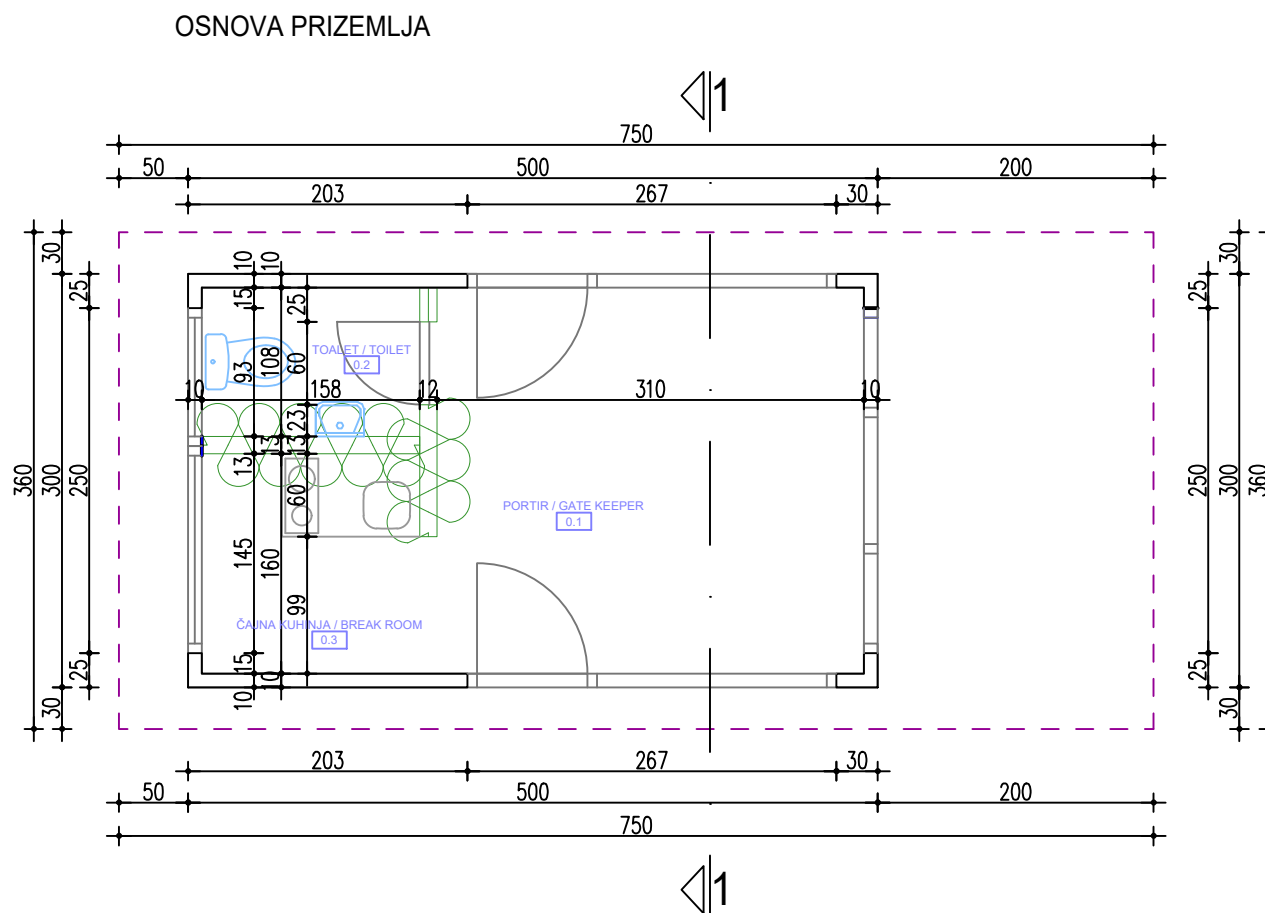 OSNOVA PRIZEMLJA
1
750
50 500 200
203 267 30
30 10 10 30
25 15 25 25
TOALET / TOILET
0.2
93 108 60
10 158 12 310 10
23
13 13
360 300 250 13 60 250 300 360
PORTIR / GATE KEEPER
0.1
145 160 99
ČAJNA KUHINJA / BREAK ROOM
0.3
25 15 25
30 10 10 30
203 267 30
50 500 200
750
1